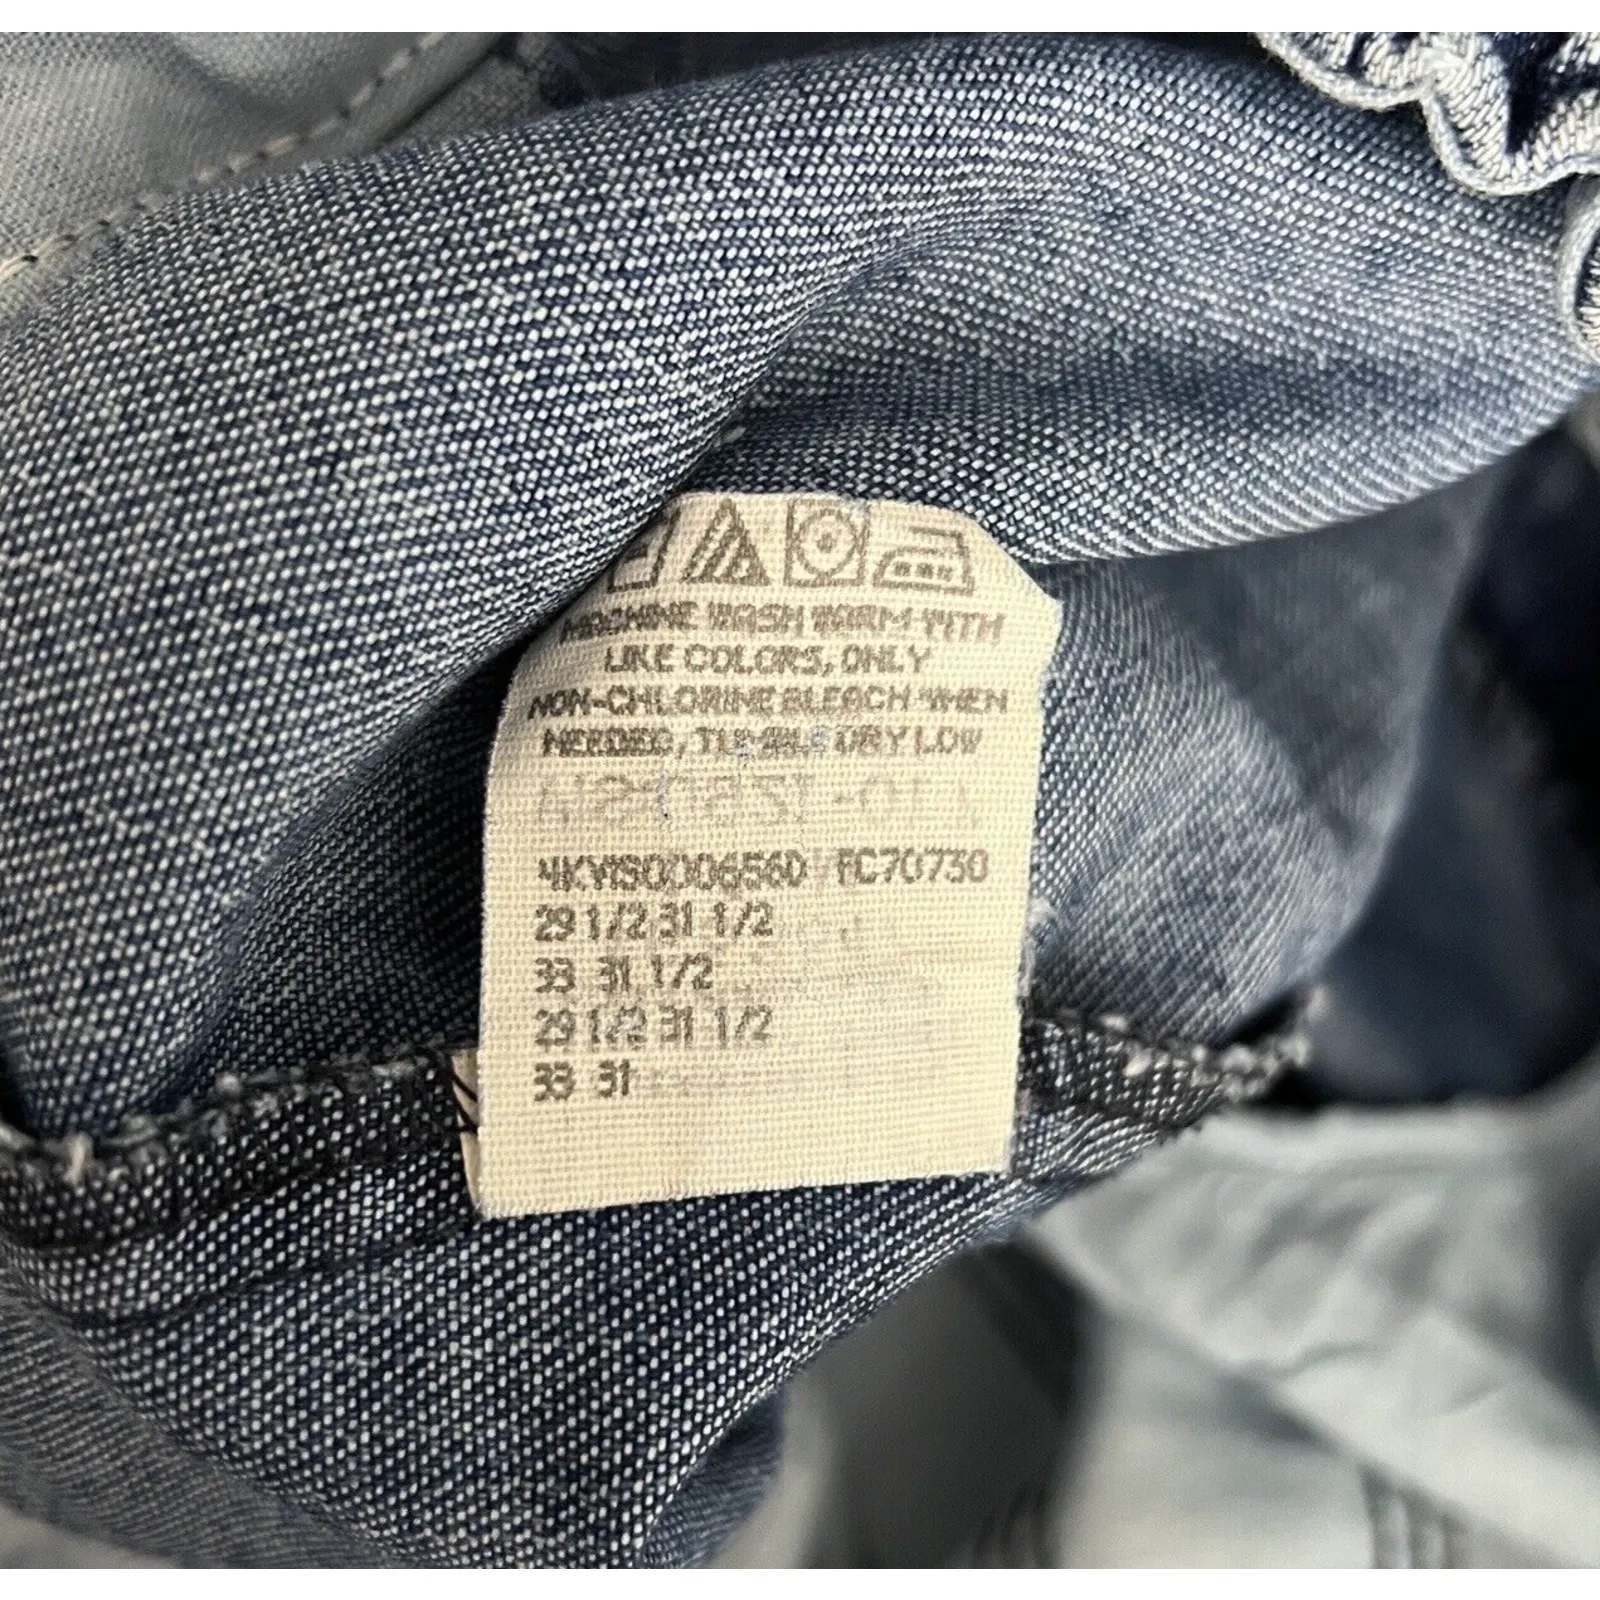 MACHINE WASH WARM WITH
LIKE COLORS, ONLY
NON-CHLORINE BLEACH WHEN
NEEDED, TUMBLE DRY LOW
FC70730
29 1/2 31 1/2
33 31 1/2
29 1/2 31 1/2
33 31